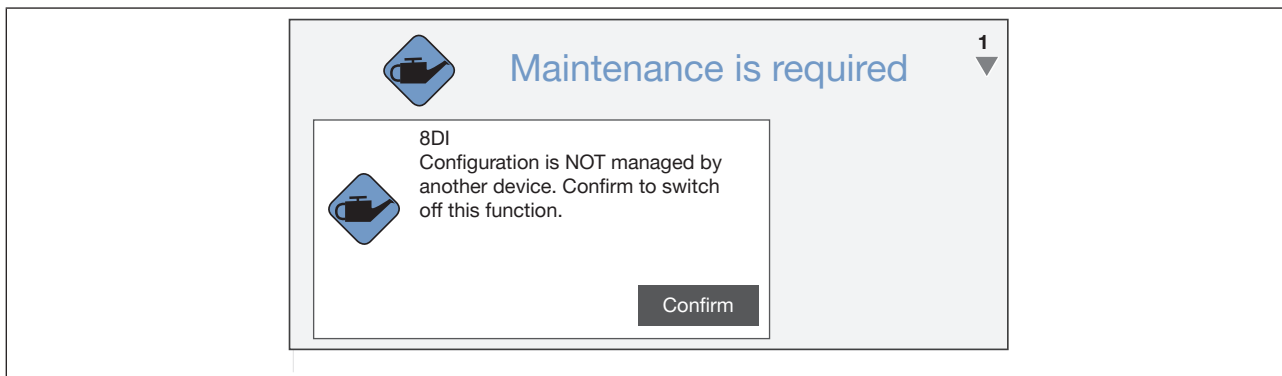 Maintenance is required
1
8DI
Configuration is NOT managed by
another device. Confirm to switch
off this function.
Confirm